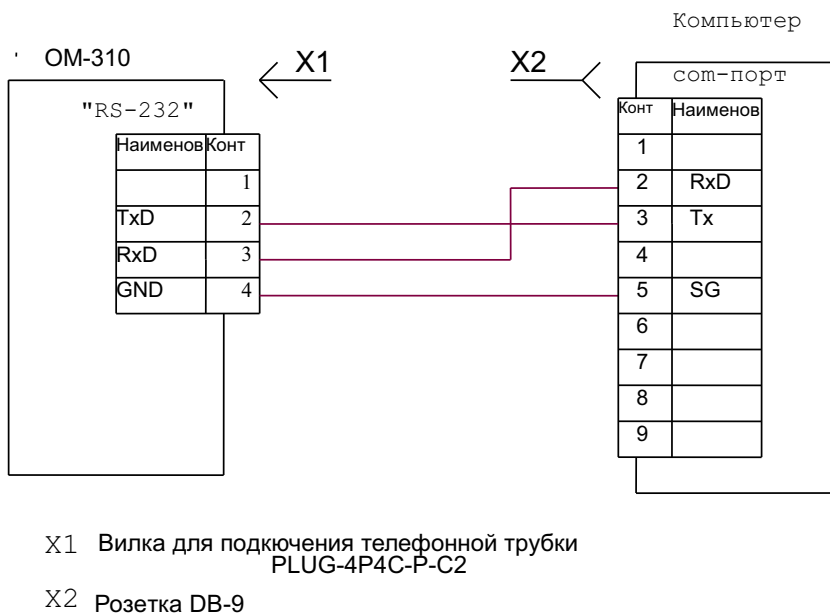 Компьютер
ОМ-310
X1
X2
com-порт
"RS-232"
Конт Наименов
Наименов Конт
1
1
2 RxD
TxD 2
3 Tx
RxD 3
4
GND 4
5 SG
6
7
8
9
X1 Вилка для подкючения телефонной трубки
PLUG-4P4C-P-C2
X2 Розетка DB-9